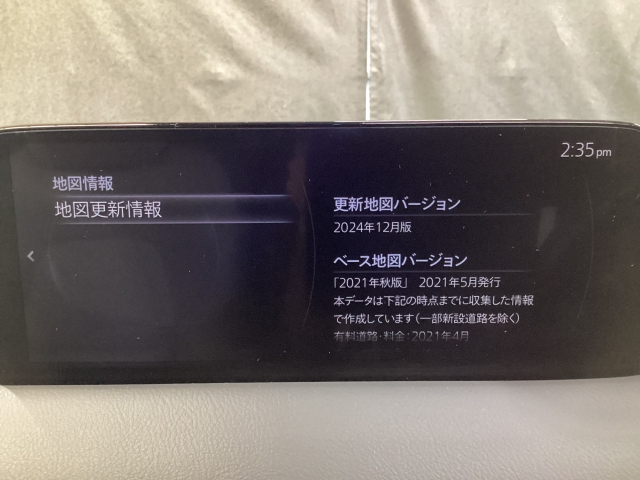 2:35pm
地図情報
地図更新情報
更新地図バージョン
2024年12月版
ベース地図バージョン
「2021年秋版」 2021年5月発行
本データは下記の時点までに収集した情報
で作成しています(一部新設道路を除く)
有料道路・料金:2021年4月